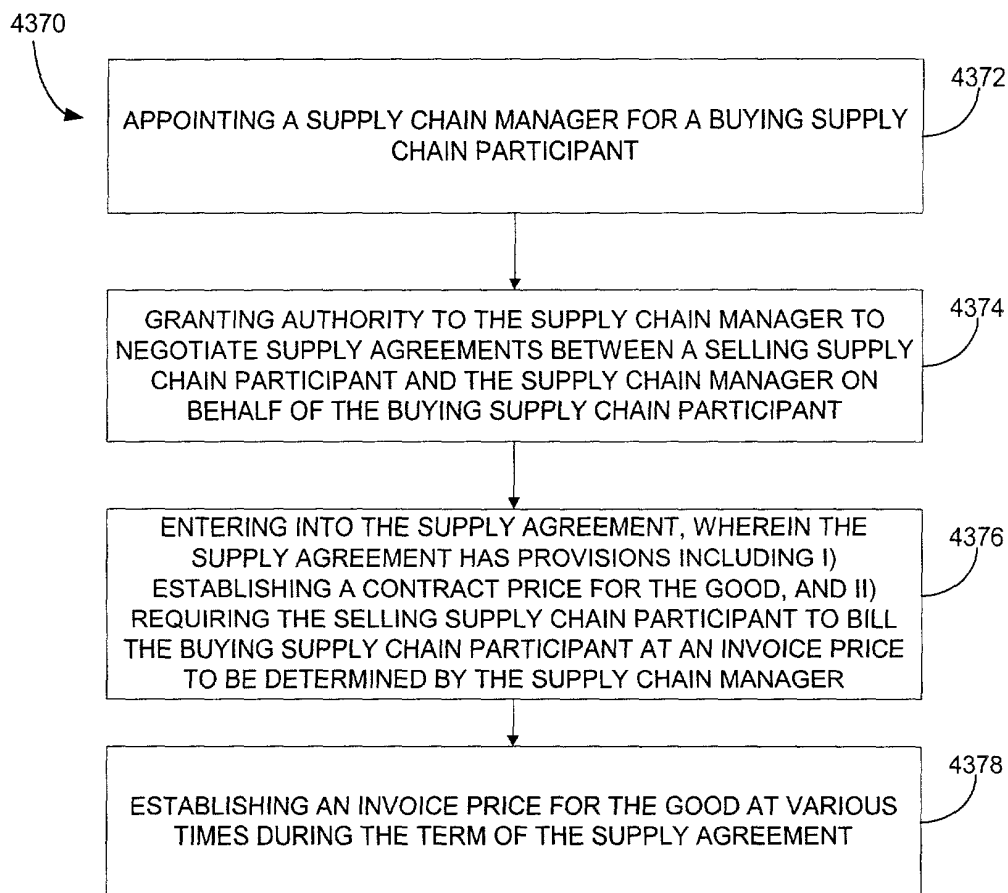 4370
4372
APPOINTING A SUPPLY CHAIN MANAGER FOR A BUYING SUPPLY
CHAIN PARTICIPANT
4374
GRANTING AUTHORITY TO THE SUPPLY CHAIN MANAGER TO
NEGOTIATE SUPPLY AGREEMENTS BETWEEN A SELLING SUPPLY
CHAIN PARTICIPANT AND THE SUPPLY CHAIN MANAGER ON
BEHALF OF THE BUYING SUPPLY CHAIN PARTICIPANT
4376
ENTERING INTO THE SUPPLY AGREEMENT, WHEREIN THE
SUPPLY AGREEMENT HAS PROVISIONS INCLUDING I)
ESTABLISHING A CONTRACT PRICE FOR THE GOOD, AND II)
REQUIRING THE SELLING SUPPLY CHAIN PARTICIPANT TO BILL
THE BUYING SUPPLY CHAIN PARTICIPANT AT AN INVOICE PRICE
TO BE DETERMINED BY THE SUPPLY CHAIN MANAGER
4378
ESTABLISHING AN INVOICE PRICE FOR THE GOOD AT VARIOUS
TIMES DURING THE TERM OF THE SUPPLY AGREEMENT